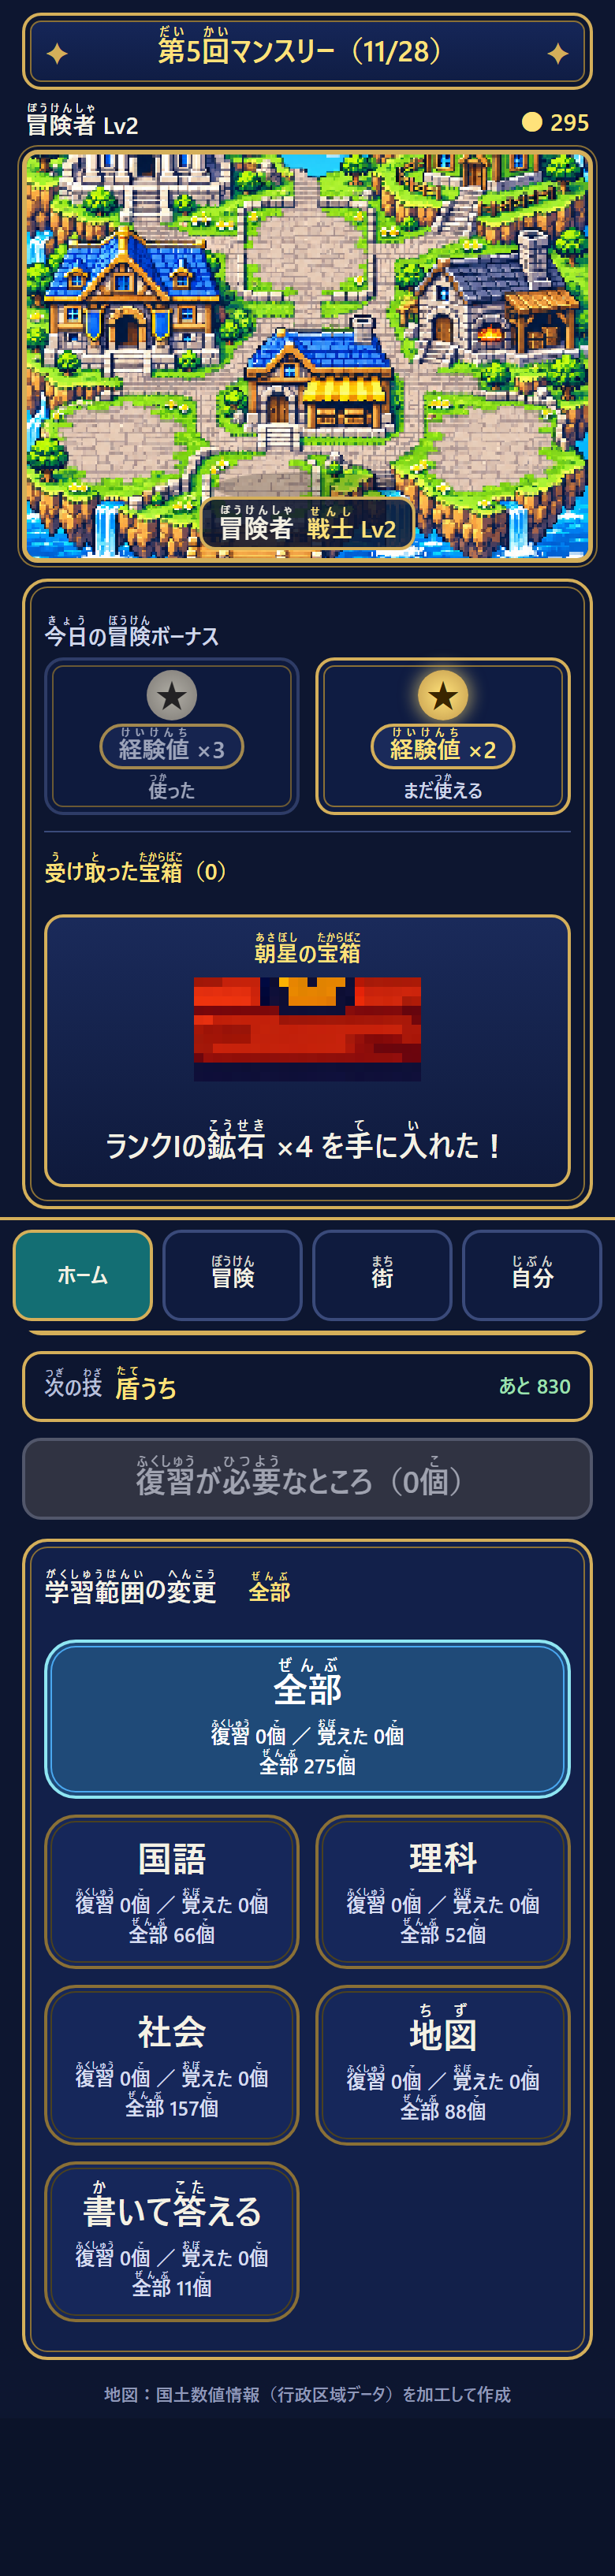 第5回マンスリー（11/28）
冒険者 Lv2
295
冒険者 戦士 Lv2
今日の冒険ボーナス
経験値 ×3
使った
経験値 ×2
まだ使える
受け取った宝箱（0）
朝星の宝箱
ランクIの鉱石 ×4 を手に入れた！
ホーム
冒険
街
自分
次の技 盾うち
あと 830
復習が必要なところ（0個）
学習範囲の変更 全部
全部
復習 0個 ／ 覚えた 0個
全部 275個
国語
復習 0個 ／ 覚えた 0個
全部 66個
理科
復習 0個 ／ 覚えた 0個
全部 52個
社会
復習 0個 ／ 覚えた 0個
全部 157個
地図
復習 0個 ／ 覚えた 0個
全部 88個
書いて答える
復習 0個 ／ 覚えた 0個
全部 11個
地図：国土数値情報（行政区域データ）を加工して作成